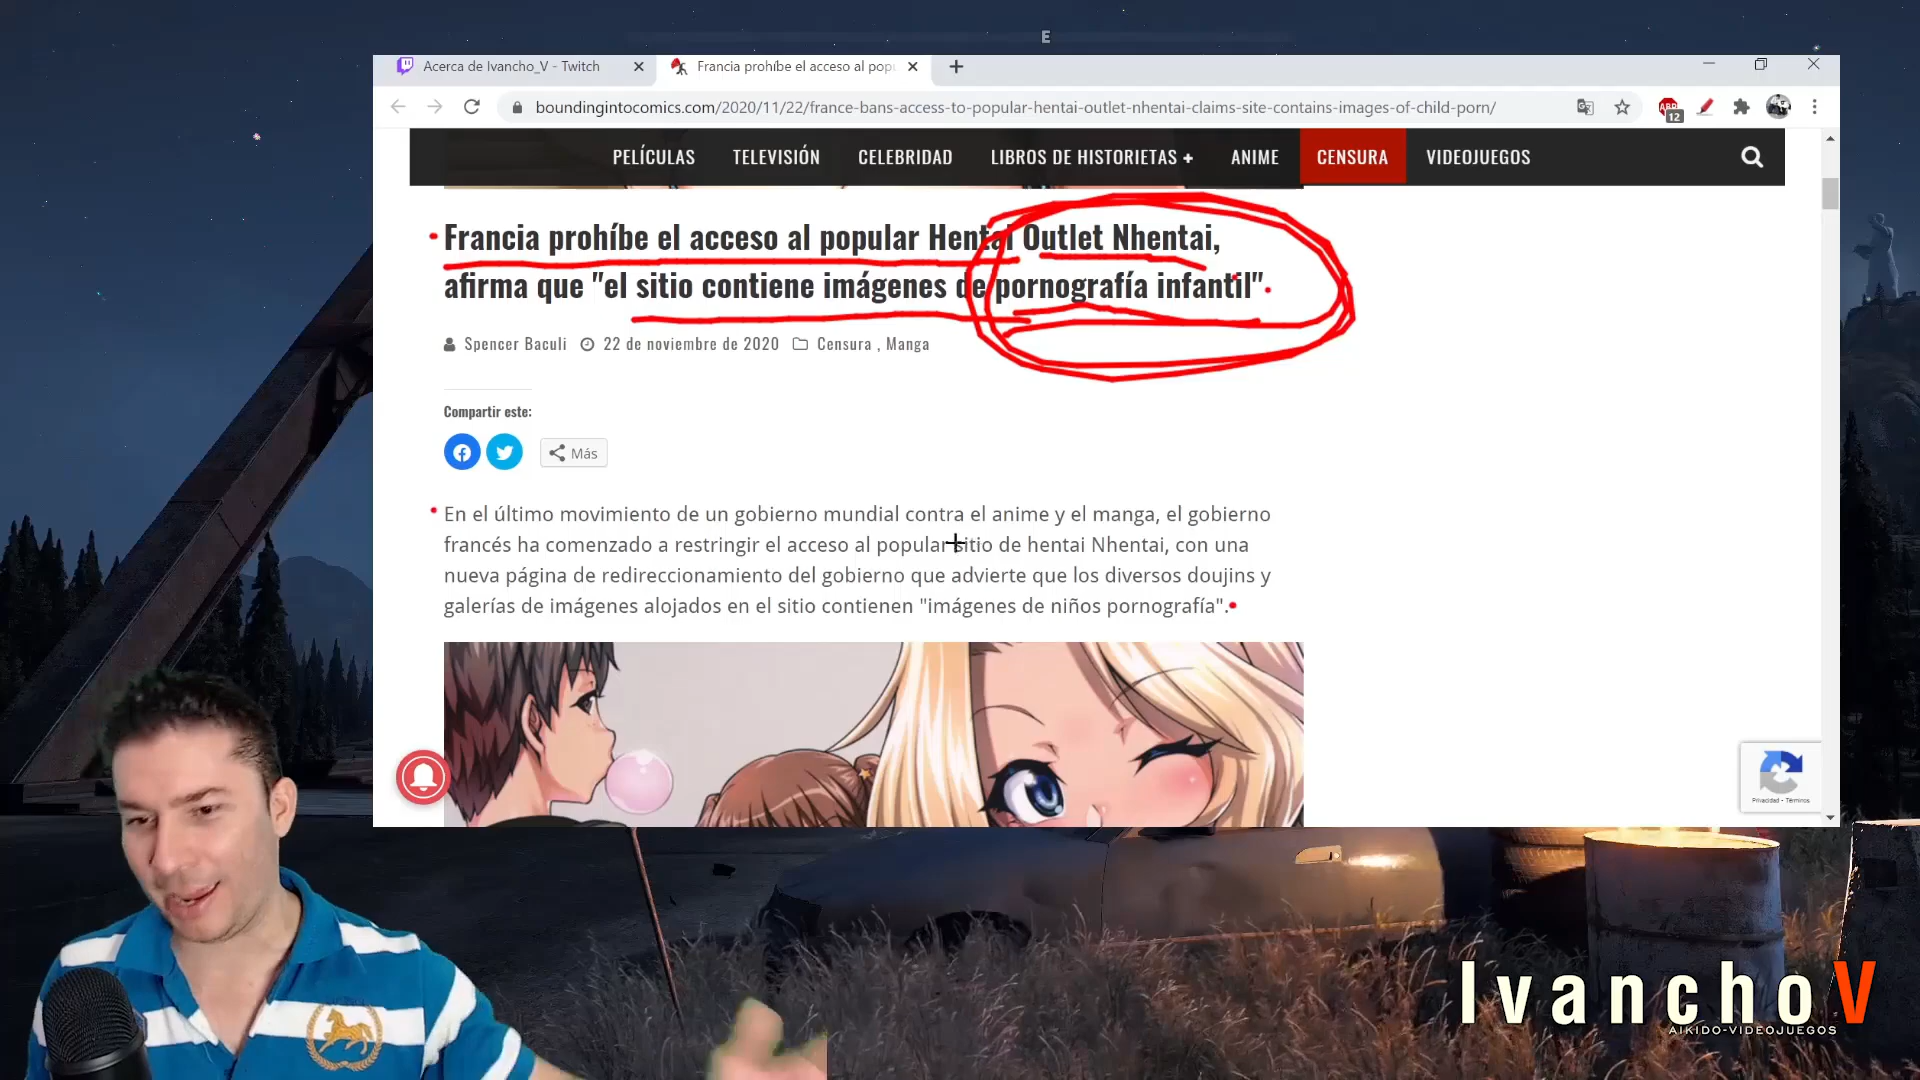 E
Acerca de Ivancho_V - Twitch
Francia prohíbe el acceso al popu
boundingintocomics.com/2020/11/22/france-bans-access-to-popular-hentai-outlet-nhentai-claims-site-contains-images-of-child-porn/
ABP
12
PELÍCULAS TELEVISIÓN CELEBRIDAD LIBROS DE HISTORIETAS + ANIME CENSURA VIDEOJUEGOS
Francia prohíbe el acceso al popular Hentai Outlet Nhentai,
afirma que "el sitio contiene imágenes de pornografía infantil"
Spencer Baculi 22 de noviembre de 2020 Censura , Manga
Compartir este:
Más
En el último movimiento de un gobierno mundial contra el anime y el manga, el gobierno
francés ha comenzado a restringir el acceso al popular sitio de hentai Nhentai, con una
nueva página de redireccionamiento del gobierno que advierte que los diversos doujins y
galerías de imágenes alojados en el sitio contienen "imágenes de niños pornografía".
Privacidad - Términos
IvanchoV
AIKIDO-VIDEOJUEGOS